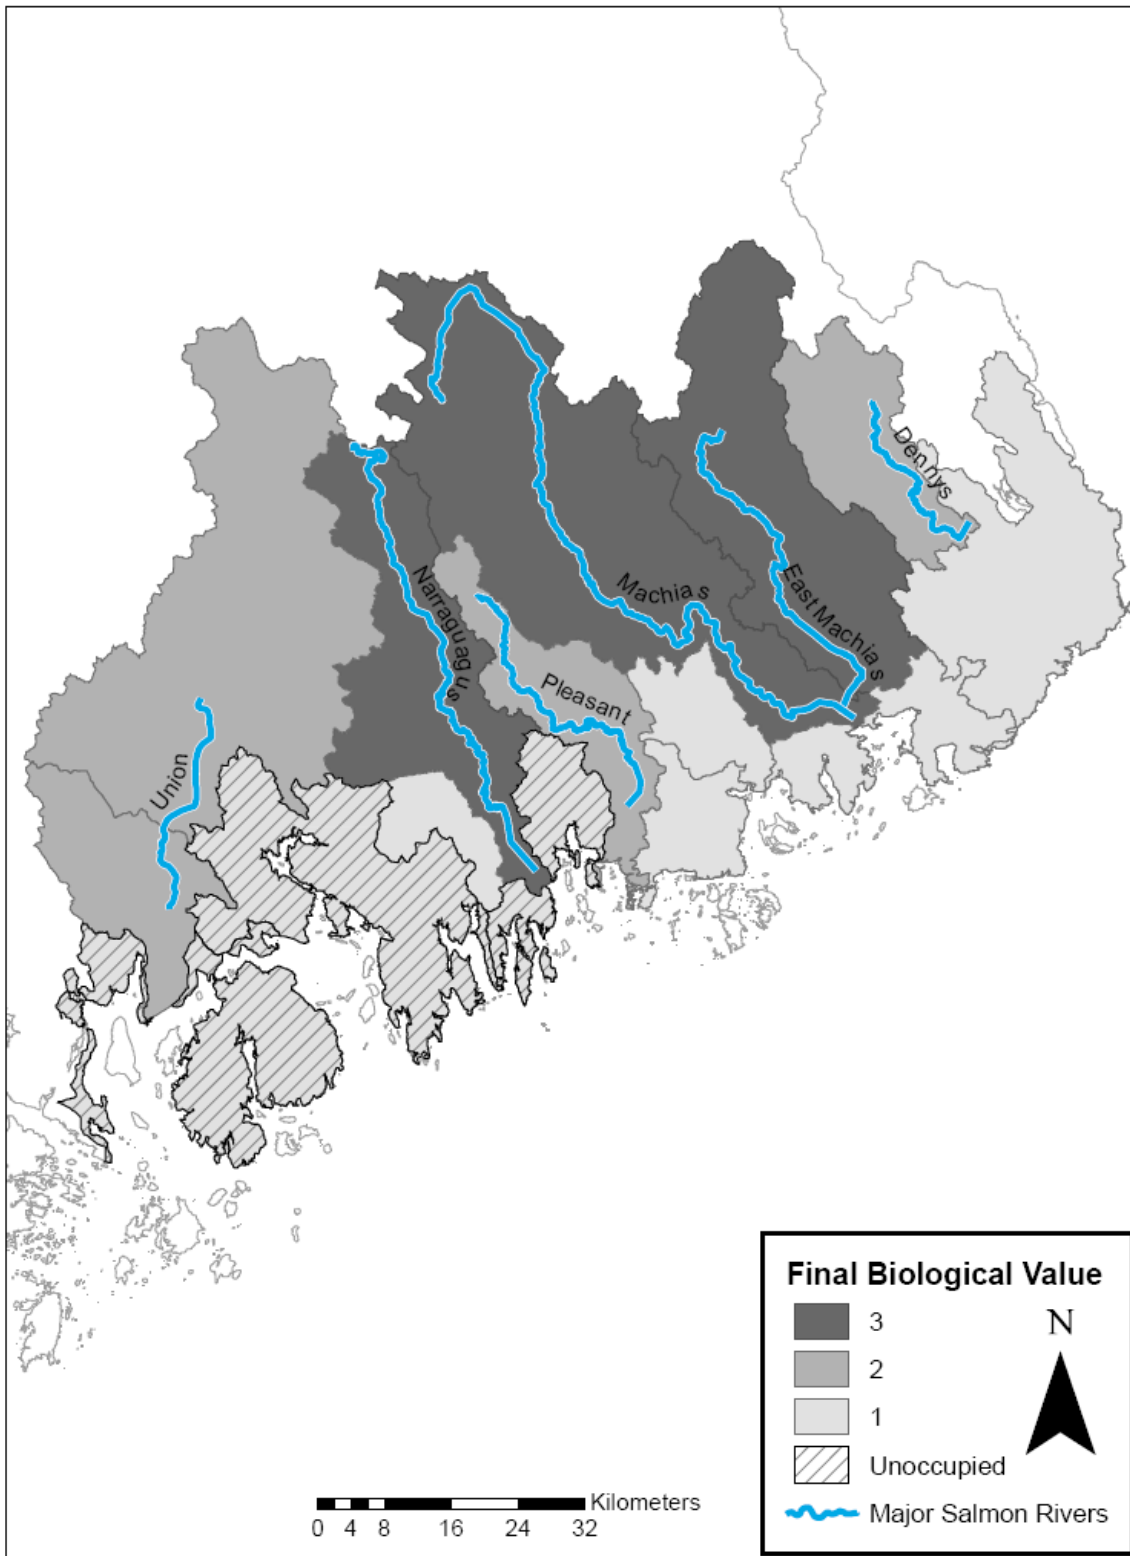 Dennys
Machias
East Machias
Narraguagus
Pleasant
Union
Final Biological Value
3
2
1
Unoccupied
Major Salmon Rivers
N
Kilometers
0 4 8 16 24 32